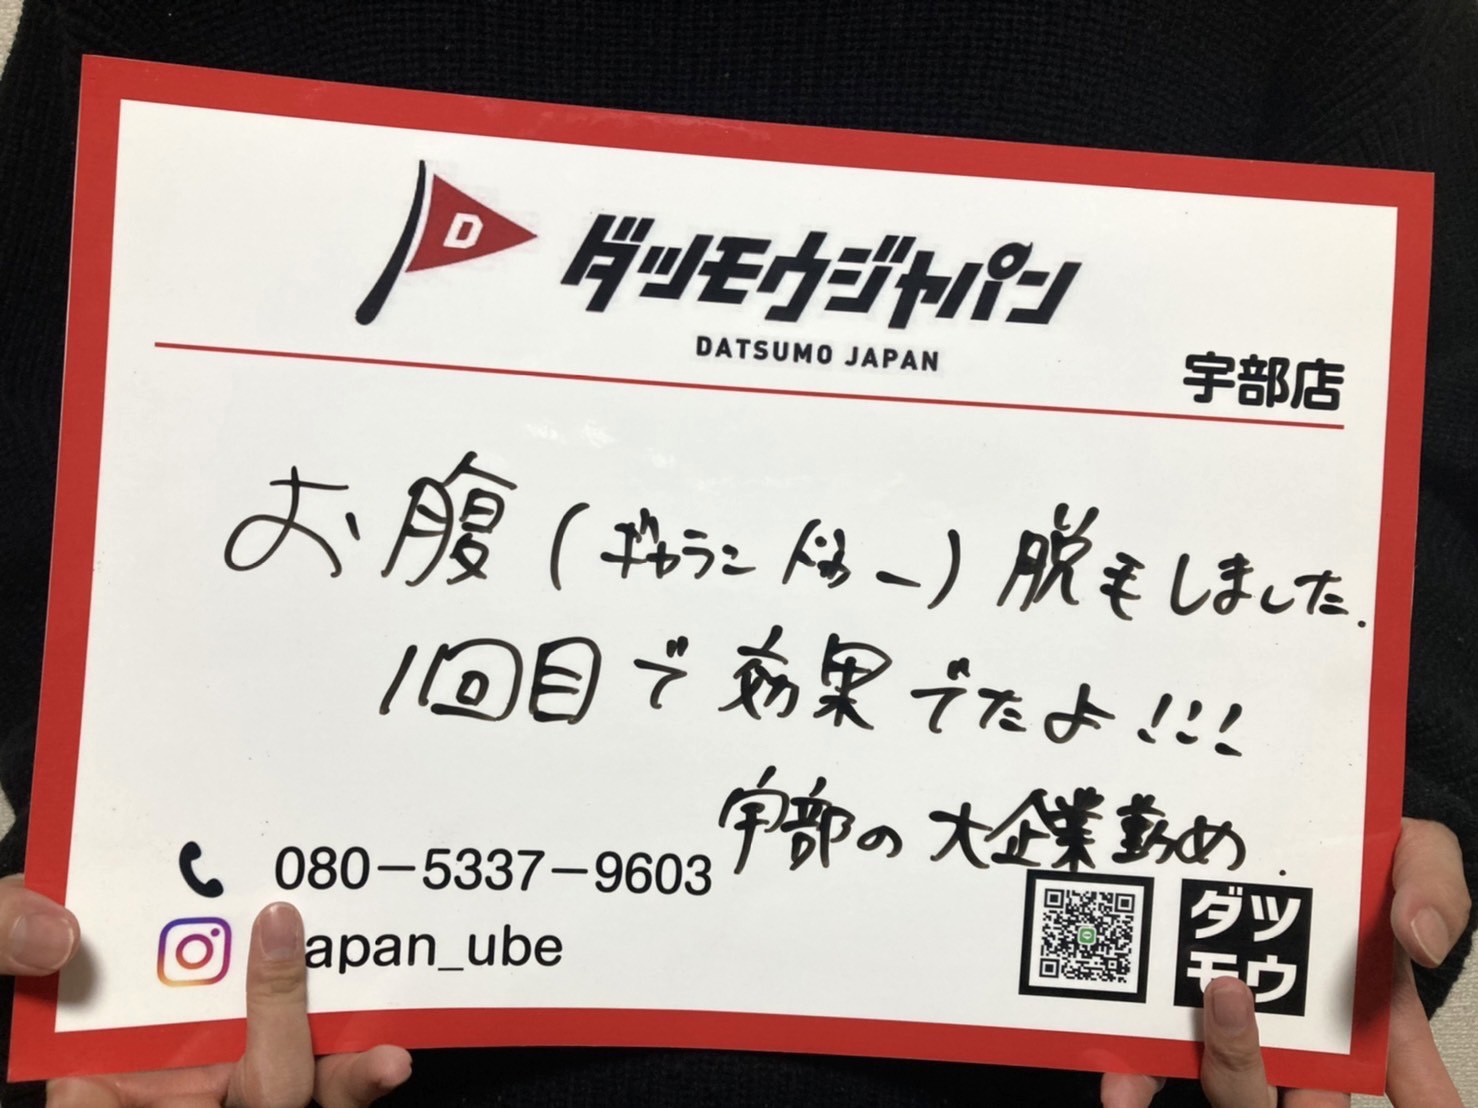 D
ダツモウジャパン
DATSUMO JAPAN
宇部店
お腹(ギャランドゥー)脱毛しました.
1回目で効果でたよ!!!
宇部の大企業勤め.
080-5337-9603
apan_ube
ダツ
モウ